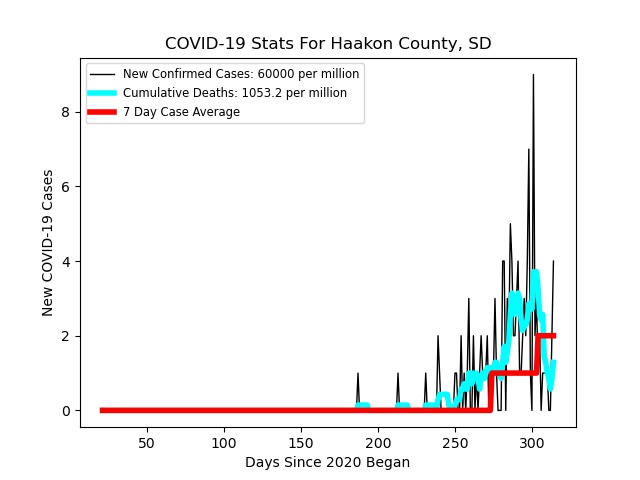 COVID-19 Stats For Haakon County, SD
New Confirmed Cases: 60000 per million
Cumulative Deaths: 1053.2 per million
7 Day Case Average
New COVID-19 Cases
8
6
4
2
0
50 100 150 200 250 300
Days Since 2020 Began